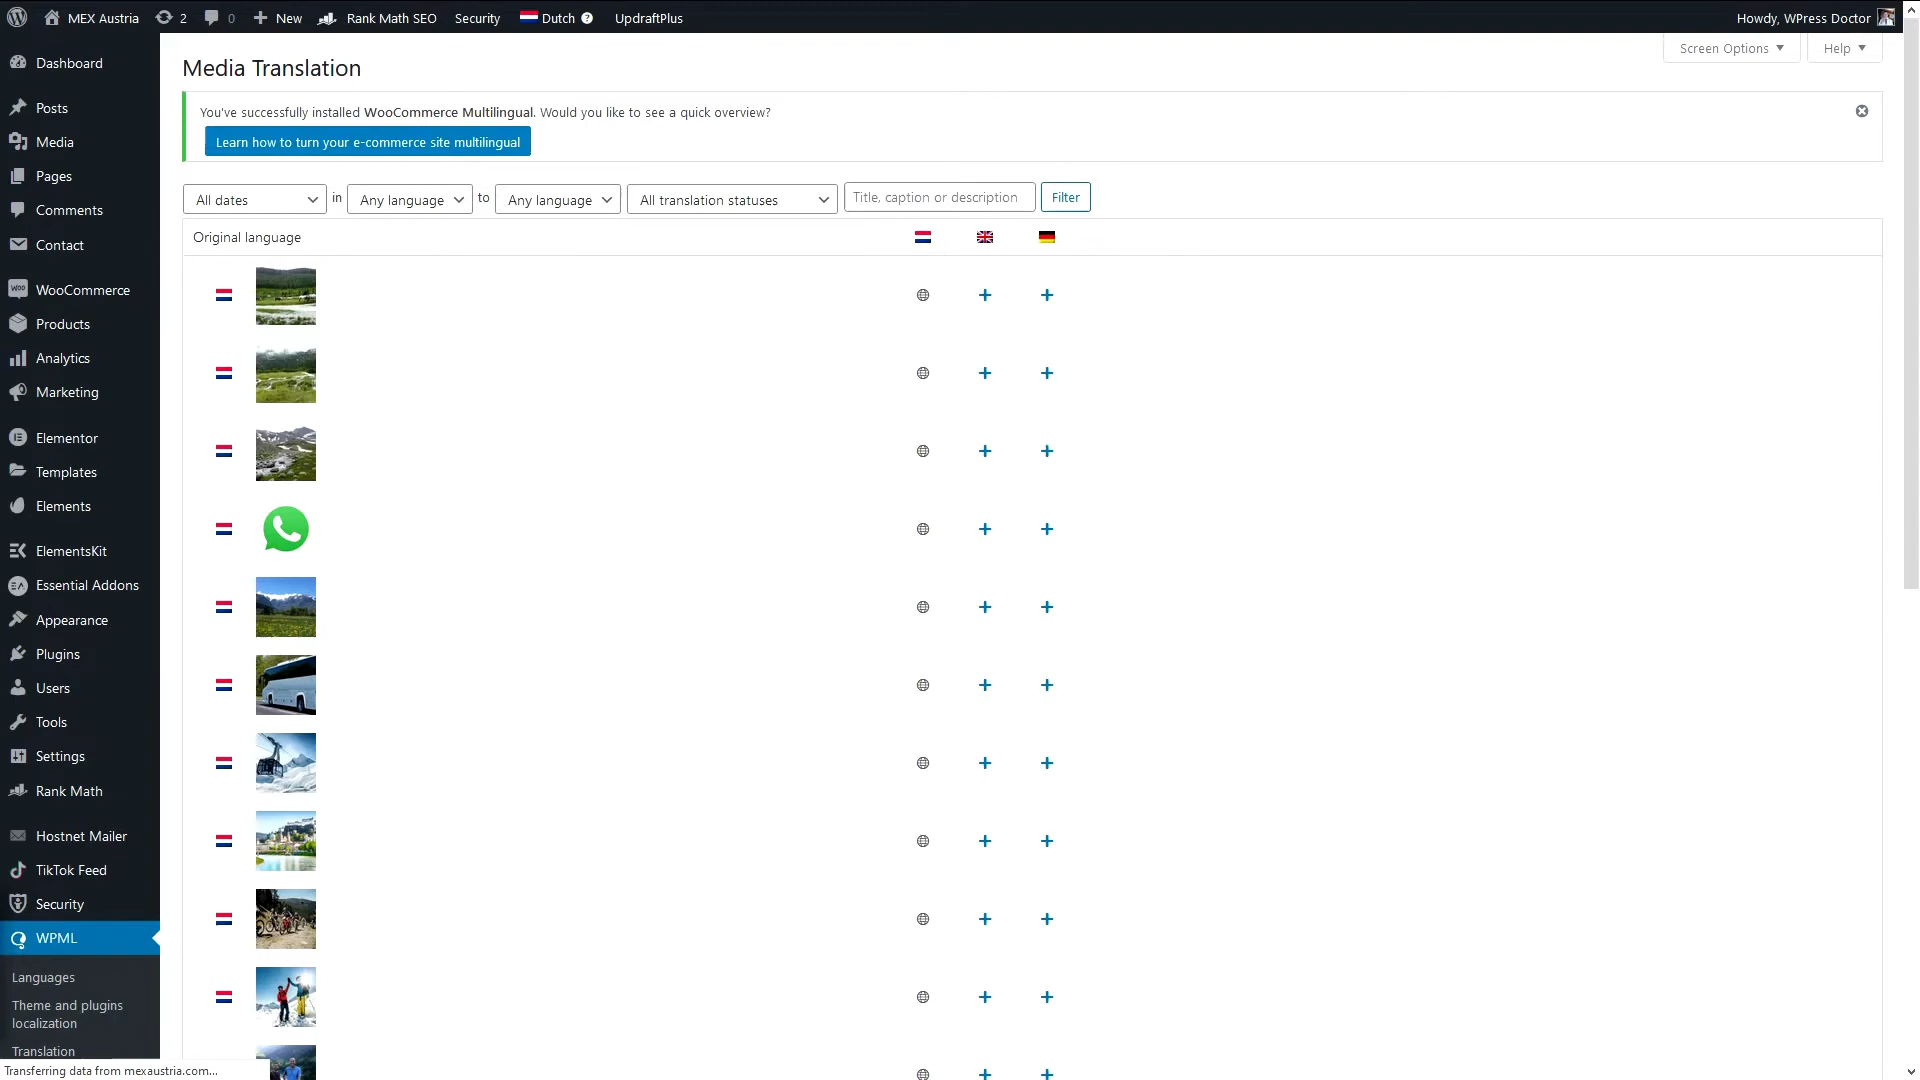 MEX Austria
2
0
New
Rank Math SEO
Security
Dutch
UpdraftPlus
Howdy, WPress Doctor
Screen Options
Help
Dashboard
Posts
Media
Pages
Comments
Contact
WooCommerce
Products
Analytics
Marketing
Elementor
Templates
Elements
ElementsKit
Essential Addons
Appearance
Plugins
Users
Tools
Settings
Rank Math
Hostnet Mailer
TikTok Feed
Security
WPML
Languages
Theme and plugins
localization
Translation
Transferring data from mexaustria.com...
Media Translation
You've successfully installed WooCommerce Multilingual. Would you like to see a quick overview?
Learn how to turn your e-commerce site multilingual
All dates in Any language to Any language All translation statuses Title, caption or description Filter
Original language